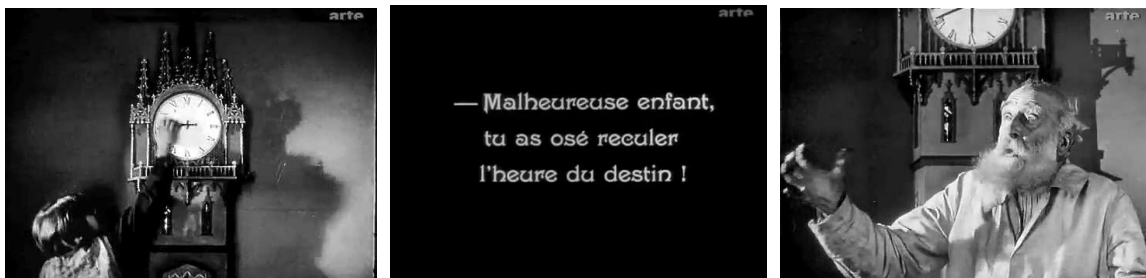 arte
arte
— Malheureuse enfant,
tu as osé reculer
l'heure du destin !
arte